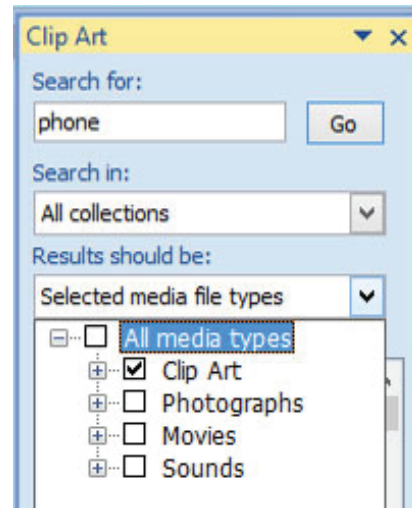 Clip Art
Search for:
phone Go
Search in:
All collections
Results should be:
Selected media file types
All media types
Clip Art
Photographs
Movies
Sounds